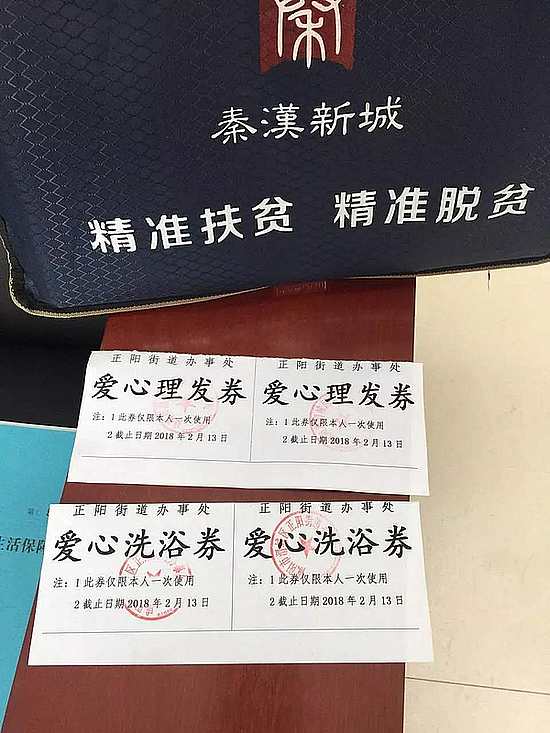 秦漢新城
精准扶贫 精准脱贫
正阳街道办事处
爱心理发券
注：1 此券仅限本人一次使用
2 截止日期 2018 年 2 月 13 日
正阳街道办事处
爱心理发券
注：1 此券仅限本人一次使用
2 截止日期 2018 年 2 月 13 日
正阳街道办事处
爱心洗浴券
注：1 此券仅限本人一次使用
2 截止日期 2018 年 2 月 13 日
正阳街道办事处
爱心洗浴券
注：1 此券仅限本人一次使用
2 截止日期 2018 年 2 月 13 日
生活保障